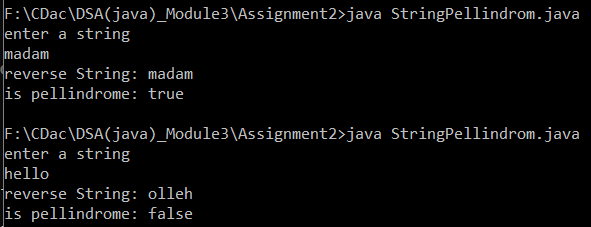 F:\CDac\DSA(java)_Module3\Assignment2>java StringPellindrom.java
enter a string
madam
reverse String: madam
is pellindrome: true
F:\CDac\DSA(java)_Module3\Assignment2>java StringPellindrom.java
enter a string
hello
reverse String: olleh
is pellindrome: false